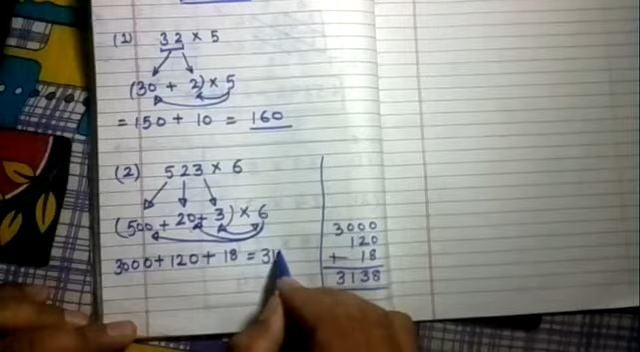 (1) 32 × 5
(30 + 2) × 5
= 150 + 10 = 160
(2) 523 × 6
(500 + 20 + 3) × 6
3000 + 120 + 18 = 31
3000
120
+ 18
3138